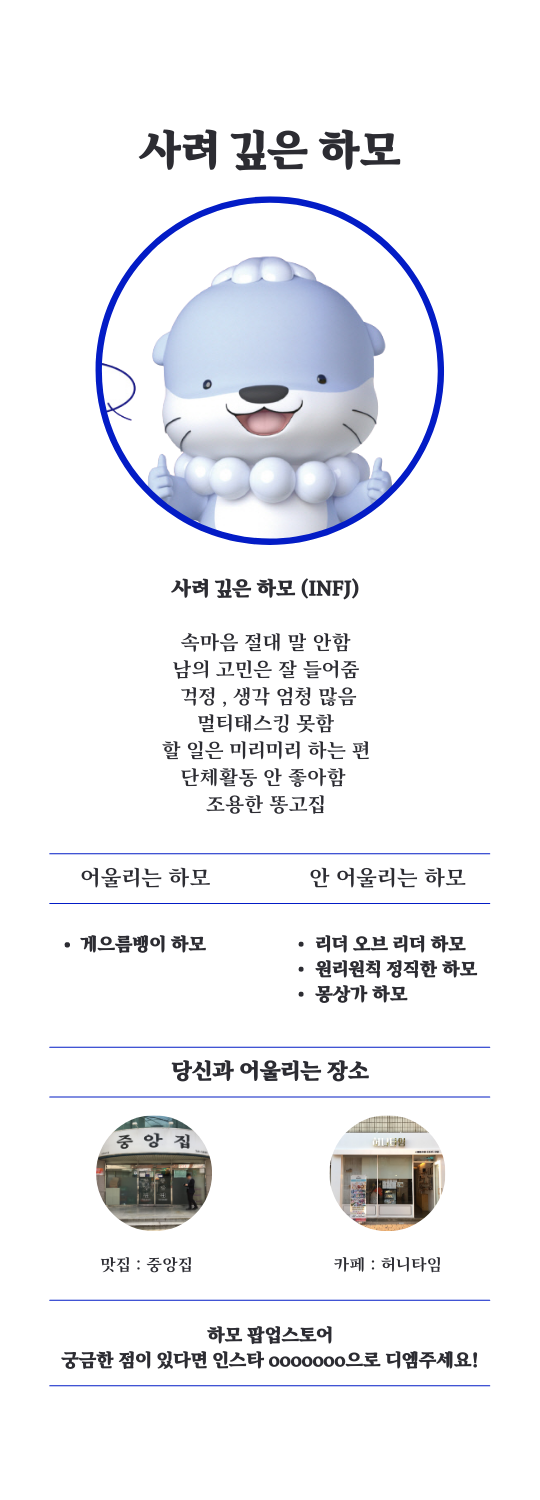 사려 깊은 하모
사려 깊은 하모 (INFJ)
속마음 절대 말 안함
남의 고민은 잘 들어줌
걱정 , 생각 엄청 많음
멀티태스킹 못함
할 일은 미리미리 하는 편
단체활동 안 좋아함
조용한 똥고집
어울리는 하모
안 어울리는 하모
• 게으름뱅이 하모
• 리더 오브 리더 하모
• 원리원칙 정직한 하모
• 몽상가 하모
당신과 어울리는 장소
중앙집
허니타임
맛집 : 중앙집
카페 : 허니타임
하모 팝업스토어
궁금한 점이 있다면 인스타 ooooooo으로 디엠주세요!